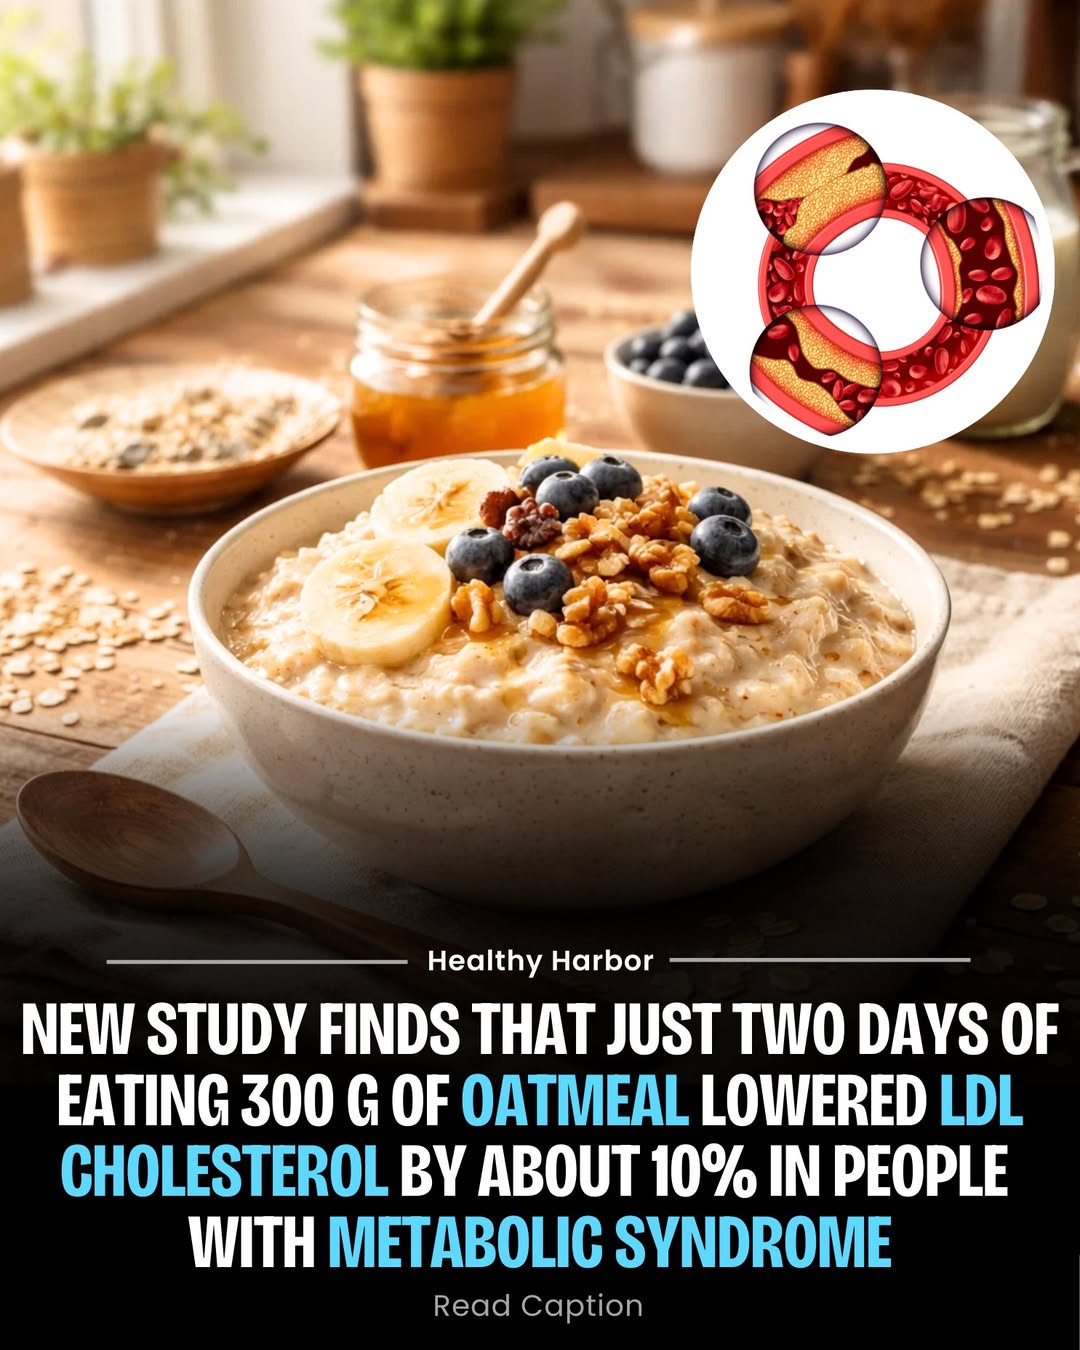 Healthy Harbor
NEW STUDY FINDS THAT JUST TWO DAYS OF
EATING 300 G OF OATMEAL LOWERED LDL
CHOLESTEROL BY ABOUT 10% IN PEOPLE
WITH METABOLIC SYNDROME
Read Caption